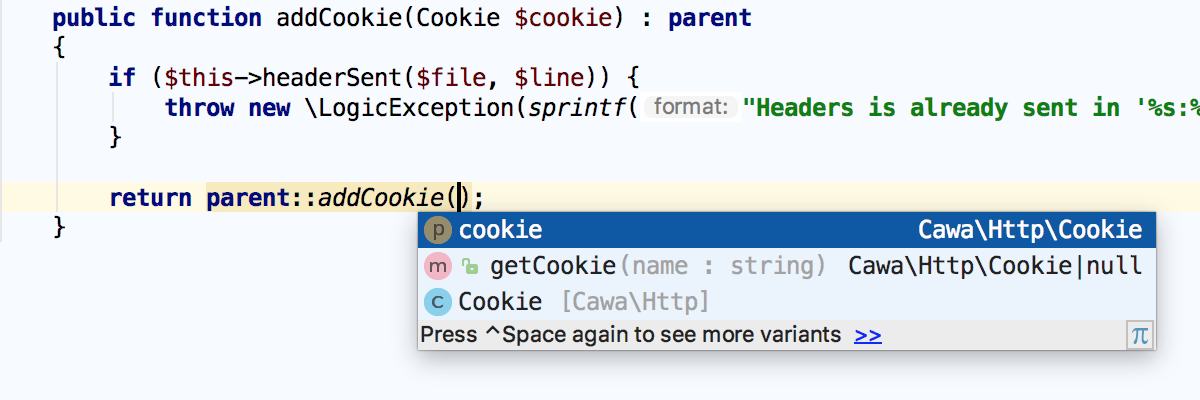 public function addCookie(Cookie $cookie) : parent
{
if ($this->headerSent($file, $line)) {
throw new \LogicException(sprintf( format: "Headers is already sent in '%s:%
}
return parent::addCookie();
}
p cookie Cawa\Http\Cookie
m getCookie(name : string) Cawa\Http\Cookie|null
c Cookie [Cawa\Http]
Press ^Space again to see more variants >> π